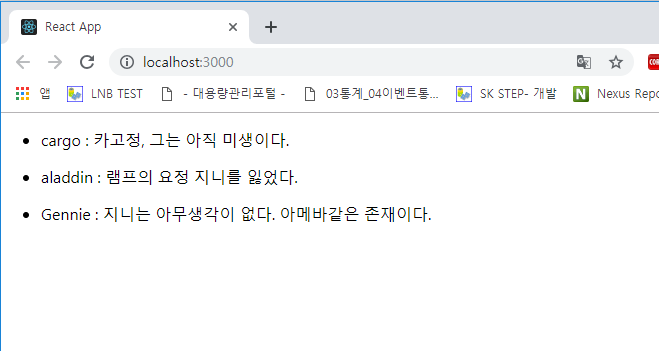 React App
localhost:3000
앱 LNB TEST - 대용량관리포털 - 03통계_04이벤트통... SK STEP- 개발 N Nexus Repo
cargo : 카고정, 그는 아직 미생이다.
aladdin : 램프의 요정 지니를 잃었다.
Gennie : 지니는 아무생각이 없다. 아메바같은 존재이다.